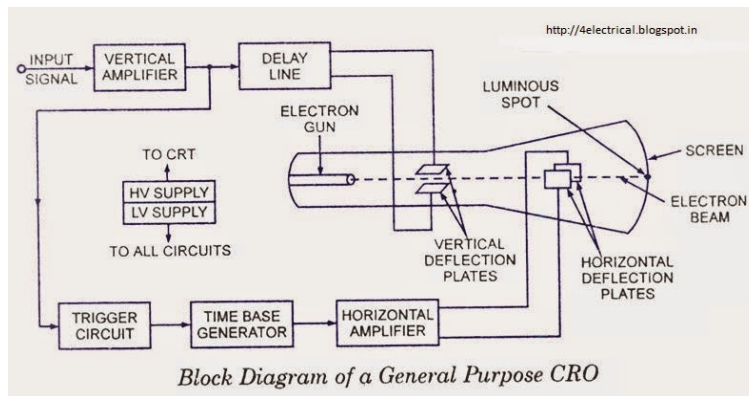 http://4electrical.blogspot.in
INPUT
SIGNAL
VERTICAL
AMPLIFIER
DELAY
LINE
ELECTRON
GUN
LUMINOUS
SPOT
SCREEN
TO CRT
HV SUPPLY
LV SUPPLY
TO ALL CIRCUITS
ELECTRON
BEAM
VERTICAL
DEFLECTION
PLATES
HORIZONTAL
DEFLECTION
PLATES
TRIGGER
CIRCUIT
TIME BASE
GENERATOR
HORIZONTAL
AMPLIFIER
Block Diagram of a General Purpose CRO